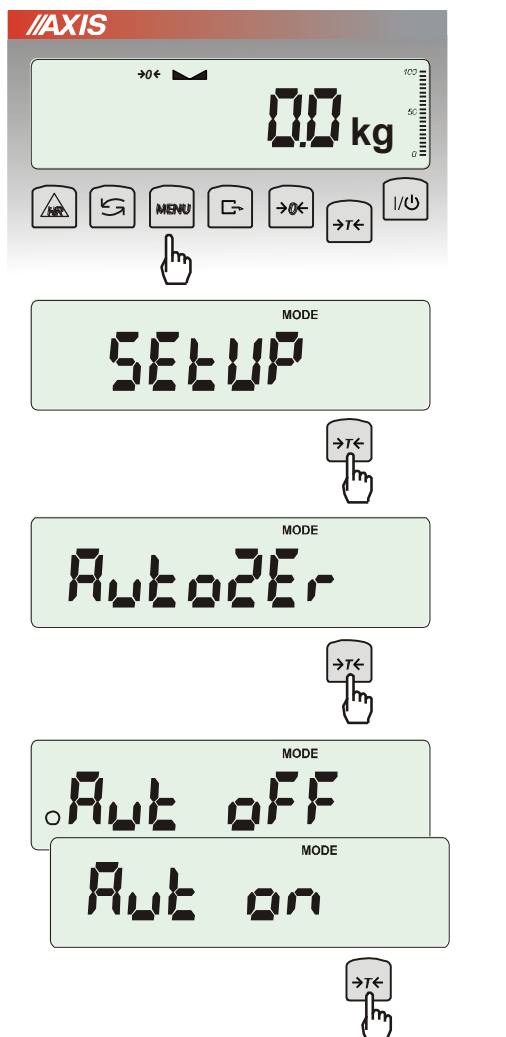 //AXIS
→0←
100
50
0
0.0 kg
HR MENU →0← →T← I/⏻
MODE
SEtUP
→T←
MODE
AutoZEr
→T←
MODE
Aut oFF
MODE
Aut on
→T←